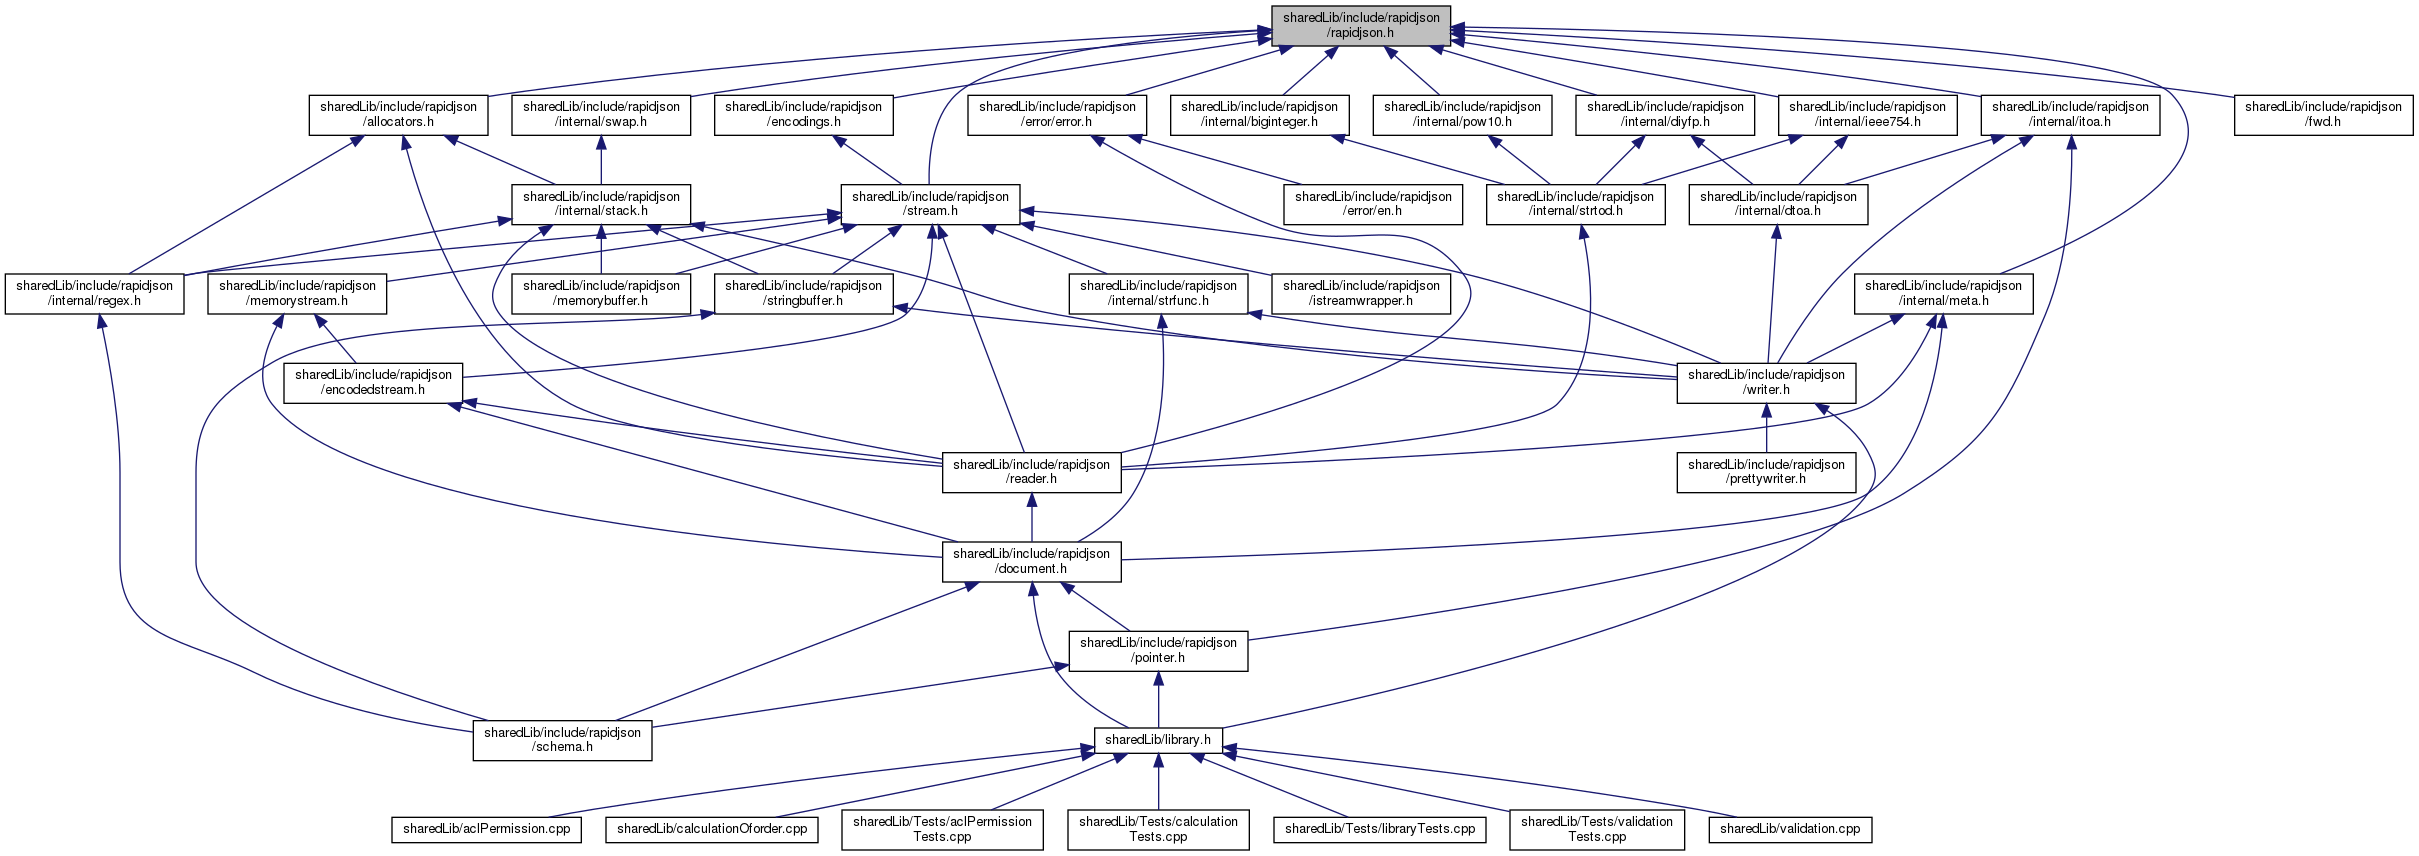 sharedLib/include/rapidjson
/rapidjson.h
sharedLib/include/rapidjson
/allocators.h
sharedLib/include/rapidjson
/internal/swap.h
sharedLib/include/rapidjson
/encodings.h
sharedLib/include/rapidjson
/error/error.h
sharedLib/include/rapidjson
/internal/biginteger.h
sharedLib/include/rapidjson
/internal/pow10.h
sharedLib/include/rapidjson
/internal/diyfp.h
sharedLib/include/rapidjson
/internal/ieee754.h
sharedLib/include/rapidjson
/internal/itoa.h
sharedLib/include/rapidjson
/fwd.h
sharedLib/include/rapidjson
/internal/stack.h
sharedLib/include/rapidjson
/stream.h
sharedLib/include/rapidjson
/error/en.h
sharedLib/include/rapidjson
/internal/strtod.h
sharedLib/include/rapidjson
/internal/dtoa.h
sharedLib/include/rapidjson
/internal/regex.h
sharedLib/include/rapidjson
/memorystream.h
sharedLib/include/rapidjson
/memorybuffer.h
sharedLib/include/rapidjson
/stringbuffer.h
sharedLib/include/rapidjson
/internal/strfunc.h
sharedLib/include/rapidjson
/istreamwrapper.h
sharedLib/include/rapidjson
/internal/meta.h
sharedLib/include/rapidjson
/encodedstream.h
sharedLib/include/rapidjson
/writer.h
sharedLib/include/rapidjson
/reader.h
sharedLib/include/rapidjson
/prettywriter.h
sharedLib/include/rapidjson
/document.h
sharedLib/include/rapidjson
/pointer.h
sharedLib/include/rapidjson
/schema.h
sharedLib/library.h
sharedLib/aclPermission.cpp
sharedLib/calculationOforder.cpp
sharedLib/Tests/aclPermission
Tests.cpp
sharedLib/Tests/calculation
Tests.cpp
sharedLib/Tests/libraryTests.cpp
sharedLib/Tests/validation
Tests.cpp
sharedLib/validation.cpp